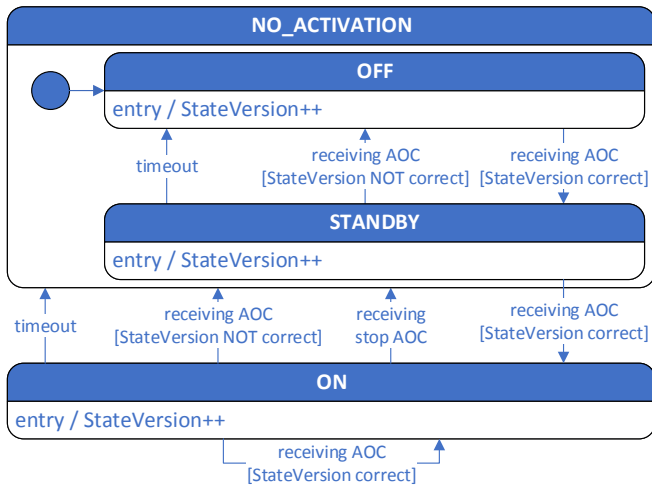 NO_ACTIVATION
OFF
entry / StateVersion++
timeout
receiving AOC
[StateVersion NOT correct]
receiving AOC
[StateVersion correct]
STANDBY
entry / StateVersion++
timeout
receiving AOC
[StateVersion NOT correct]
receiving
stop AOC
receiving AOC
[StateVersion correct]
ON
entry / StateVersion++
receiving AOC
[StateVersion correct]